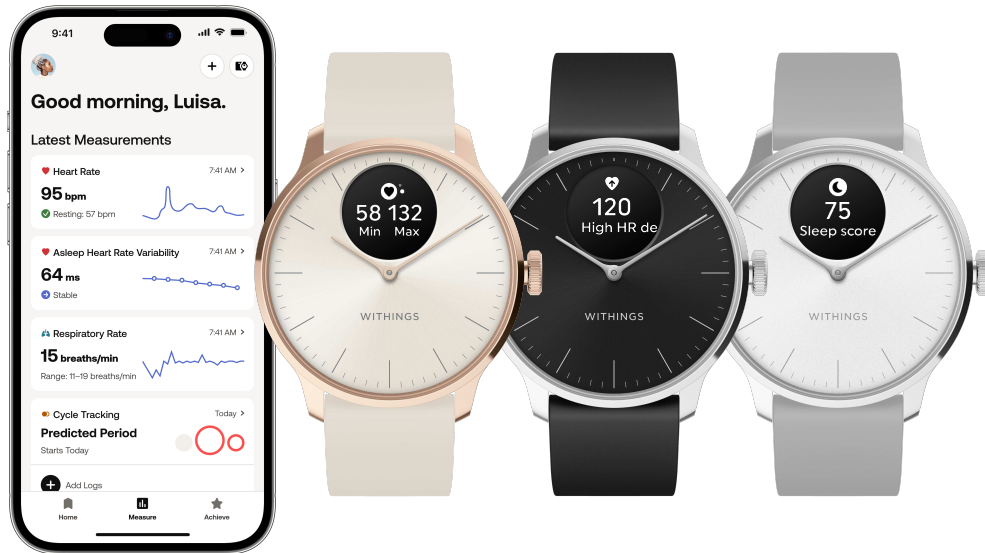 9:41
Good morning, Luisa.
Latest Measurements
Heart Rate
7:41 AM
95 bpm
Resting: 57 bpm
Asleep Heart Rate Variability
7:41 AM
64 ms
Stable
Respiratory Rate
7:41 AM
15 breaths/min
Range: 11–19 breaths/min
Cycle Tracking
Today
Predicted Period
Starts Today
Add Logs
Home
Measure
Achieve
58 132
Min Max
WITHINGS
120
High HR de
WITHINGS
75
Sleep score
WITHINGS